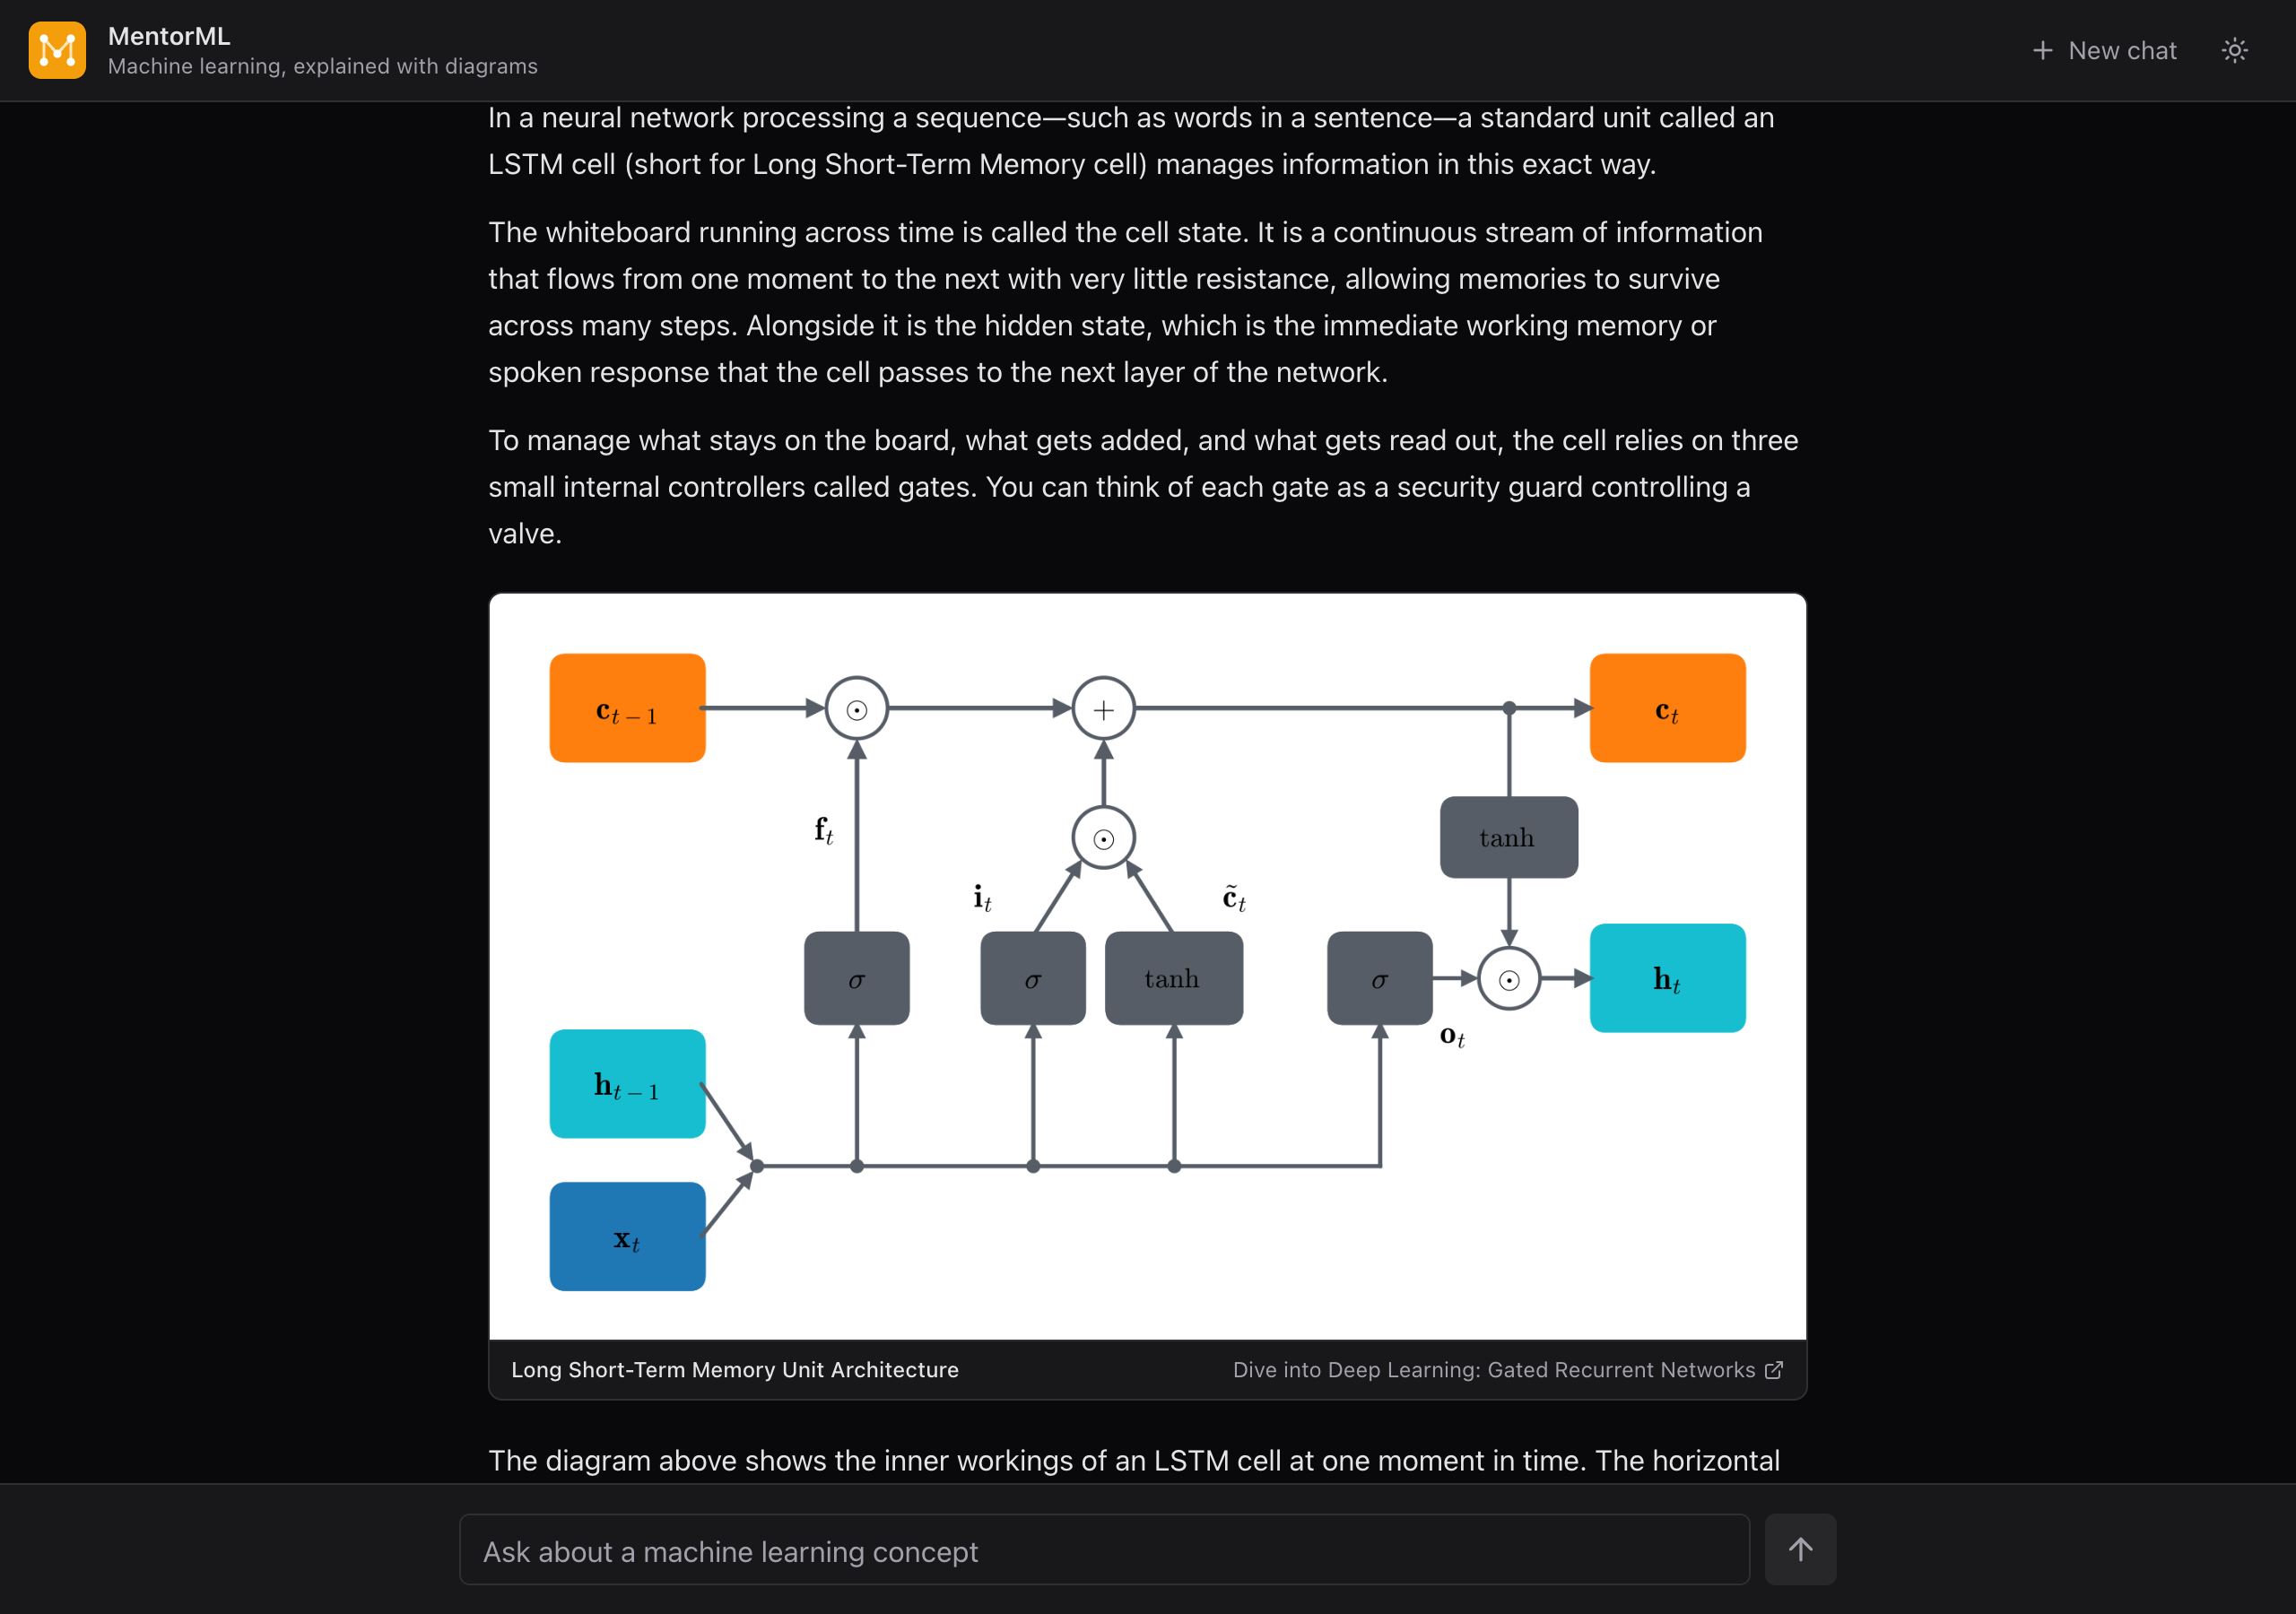 MentorML
Machine learning, explained with diagrams
New chat
In a neural network processing a sequence—such as words in a sentence—a standard unit called an
LSTM cell (short for Long Short-Term Memory cell) manages information in this exact way.
The whiteboard running across time is called the cell state. It is a continuous stream of information
that flows from one moment to the next with very little resistance, allowing memories to survive
across many steps. Alongside it is the hidden state, which is the immediate working memory or
spoken response that the cell passes to the next layer of the network.
To manage what stays on the board, what gets added, and what gets read out, the cell relies on three
small internal controllers called gates. You can think of each gate as a security guard controlling a
valve.
c_{t−1}
⊙
+
c_t
f_t
⊙
tanh
i_t
c̃_t
σ
σ
tanh
σ
⊙
h_t
o_t
h_{t−1}
x_t
Long Short-Term Memory Unit Architecture
Dive into Deep Learning: Gated Recurrent Networks
The diagram above shows the inner workings of an LSTM cell at one moment in time. The horizontal
Ask about a machine learning concept